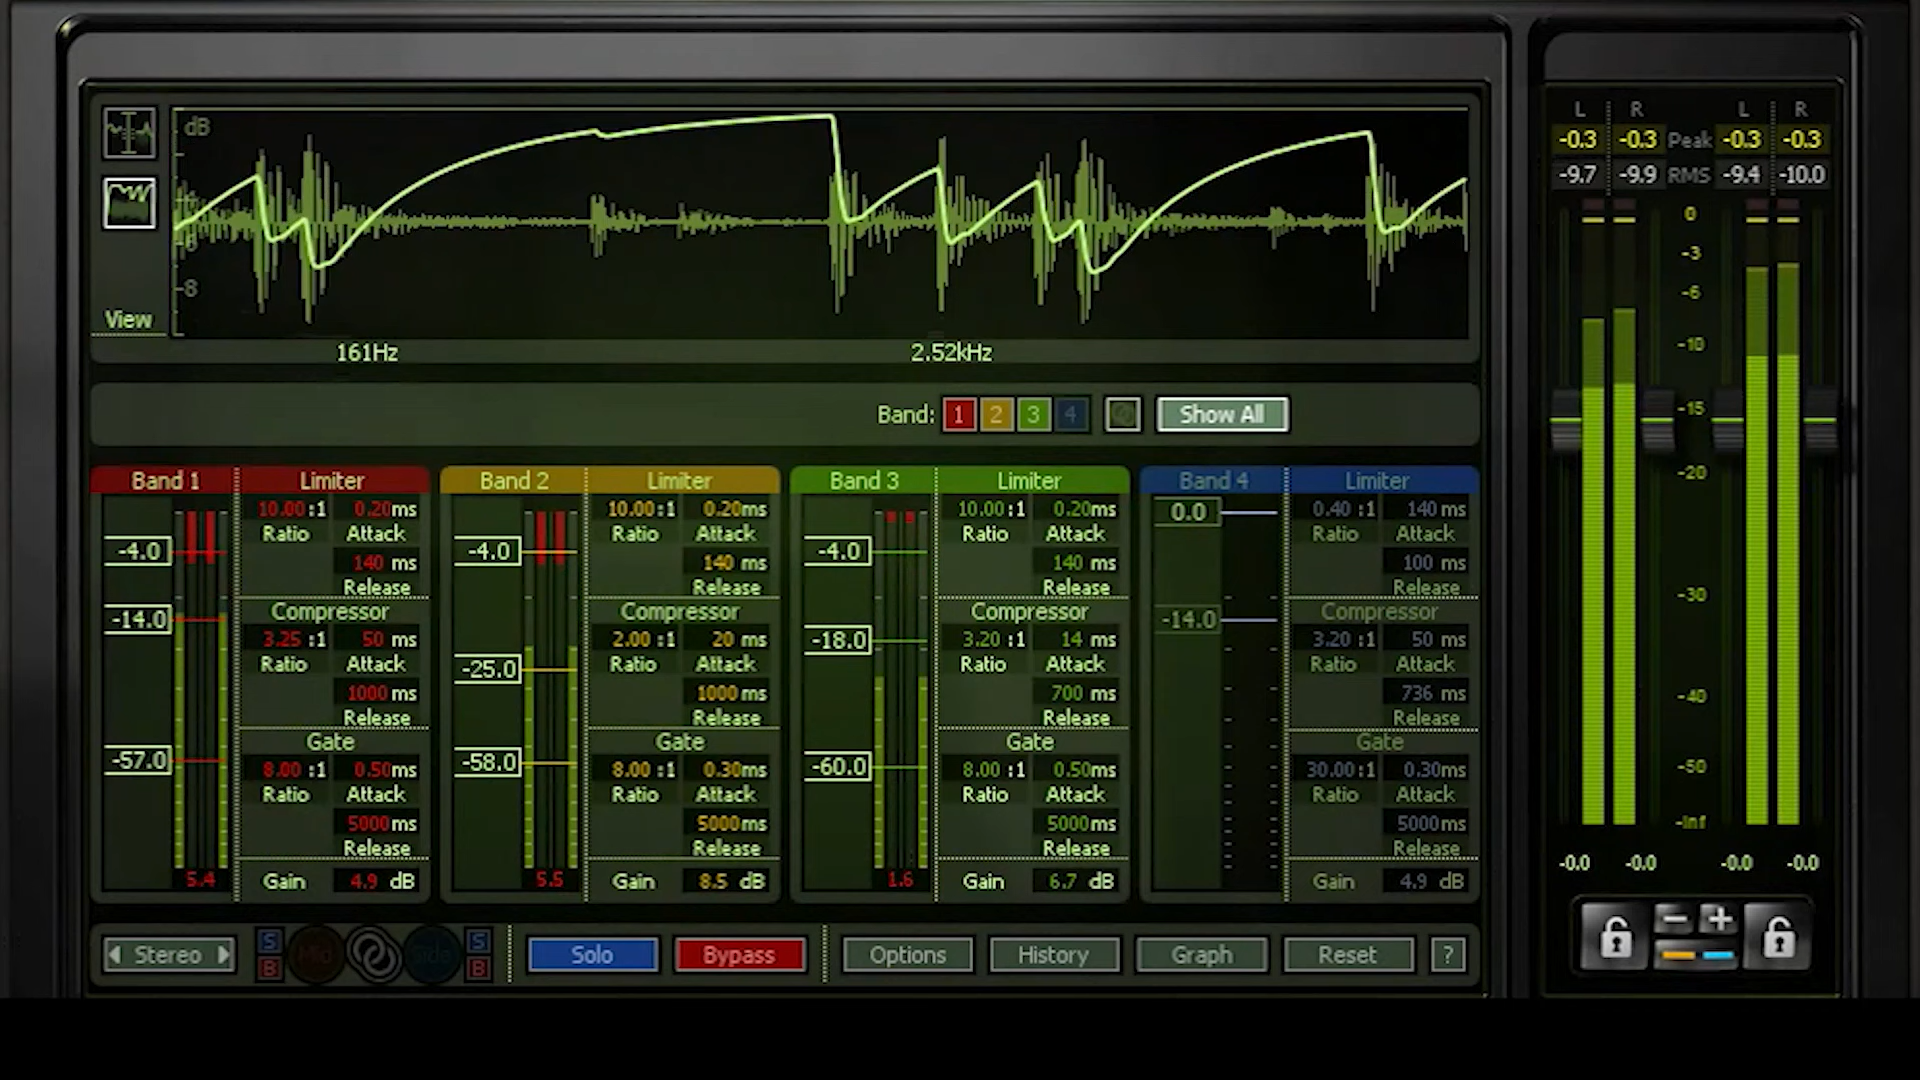 L R L R
-0.3 -0.3 Peak -0.3 -0.3
-9.7 -9.9 RMS -9.4 -10.0
dB
-8
View
161Hz 2.52kHz
Band: 1 2 3 4 Show All
Band 1 Limiter
10.00 :1 0.20ms
Ratio Attack
-4.0
140 ms
Release
Compressor
-14.0
3.25 :1 50 ms
Ratio Attack
1000 ms
Release
Gate
-57.0
8.00 :1 0.50ms
Ratio Attack
5000ms
Release
5.4
Gain 4.9 dB
Band 2 Limiter
10.00 :1 0.20ms
Ratio Attack
-4.0
140 ms
Release
Compressor
2.00 :1 20 ms
Ratio Attack
-25.0
1000 ms
Release
Gate
-58.0
8.00 :1 0.30ms
Ratio Attack
5000ms
Release
5.5
Gain 8.5 dB
Band 3 Limiter
10.00 :1 0.20ms
Ratio Attack
-4.0
140 ms
Release
Compressor
-18.0
3.20 :1 14 ms
Ratio Attack
700 ms
Release
Gate
-60.0
8.00 :1 0.50ms
Ratio Attack
5000ms
Release
1.6
Gain 6.7 dB
Band 4 Limiter
0.0
0.40 :1 140 ms
Ratio Attack
100 ms
Release
Compressor
-14.0
3.20 :1 50 ms
Ratio Attack
736 ms
Release
Gate
30.00 :1 0.30ms
Ratio Attack
5000ms
Release
Gain 4.9 dB
0
-3
-6
-10
-15
-20
-30
-40
-50
-Inf
-0.0 -0.0 -0.0 -0.0
Stereo S B Mid Side S B Solo Bypass Options History Graph Reset ?